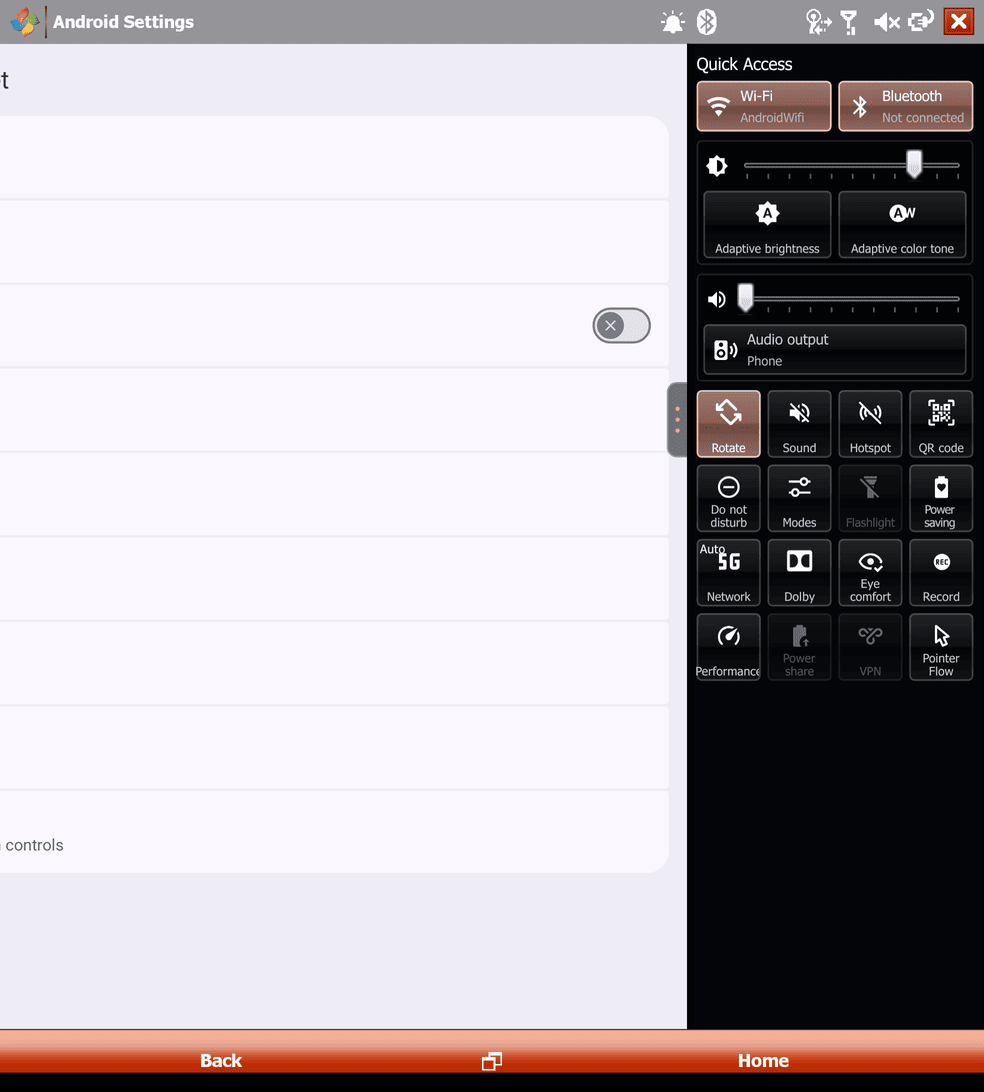 Android Settings
t
controls
Quick Access
Wi-Fi
AndroidWifi
Bluetooth
Not connected
A
Adaptive brightness
AW
Adaptive color tone
Audio output
Phone
Rotate
Sound
Hotspot
QR code
Do not
disturb
Modes
Flashlight
Power
saving
Auto
5G
Network
Dolby
Eye
comfort
REC
Record
Performance
Power
share
VPN
Pointer
Flow
Back
Home